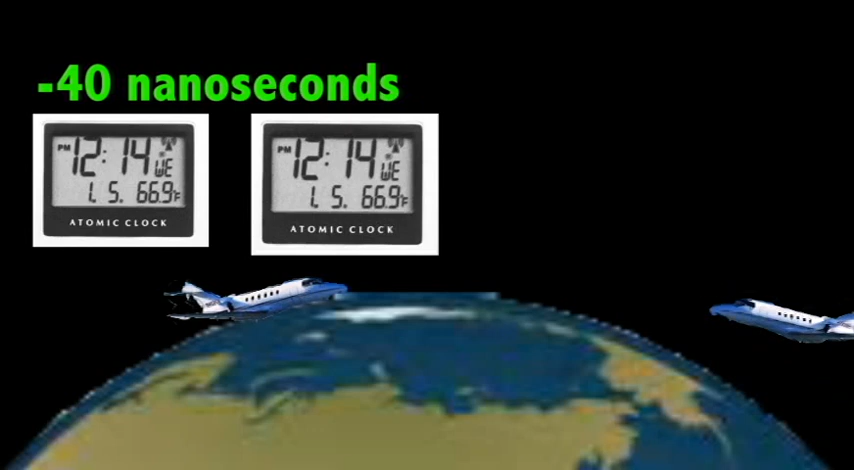 -40 nanoseconds
PM 12:14 WE
1. 5. 66.9°F
ATOMIC CLOCK
PM 12:14 WE
1. 5. 66.9°F
ATOMIC CLOCK